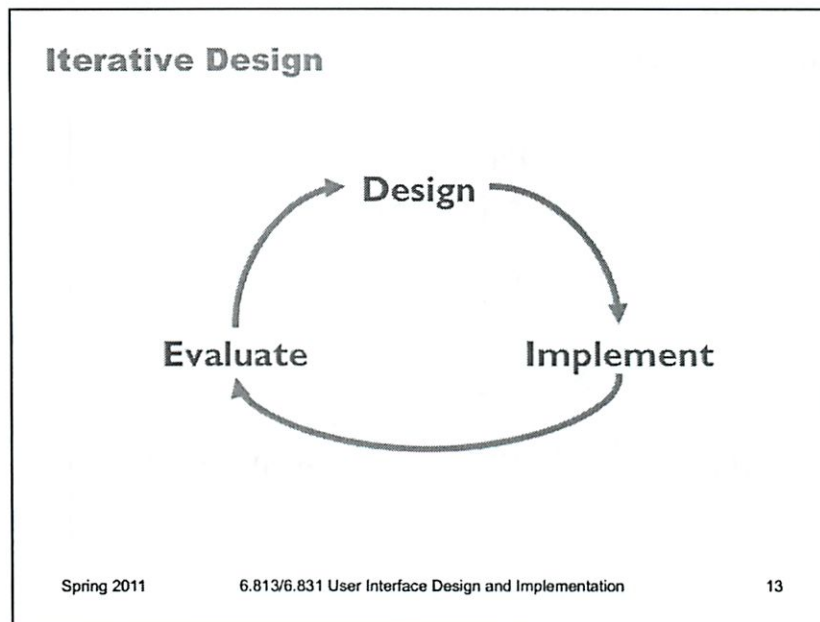 Iterative Design
Design
Evaluate
Implement
Spring 2011
6.813/6.831 User Interface Design and Implementation
13